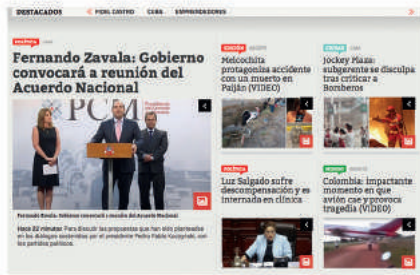 DESTACADOS
FIDEL CASTRO
CUBA
EMPRENDEDORES
POLÍTICA
Fernando Zavala: Gobierno
convocará a reunión del
Acuerdo Nacional
PCM
Fernando Zavala: Gobierno convocará a reunión del Acuerdo Nacional
Hace 22 minutos Para discutir las propuestas que han sido planteadas
en los diálogos sostenidos por el presidente Pedro Pablo Kuczynski, con
los partidos políticos.
Melcochita
protagoniza accidente
con un muerto en
Paiján (VIDEO)
Jockey Plaza:
subgerente se disculpa
tras criticar a
Bomberos
POLÍTICA
Luz Salgado sufre
descompensación y es
internada en clínica
MUNDO
Colombia: impactante
momento en que
avión cae y provoca
tragedia (VIDEO)